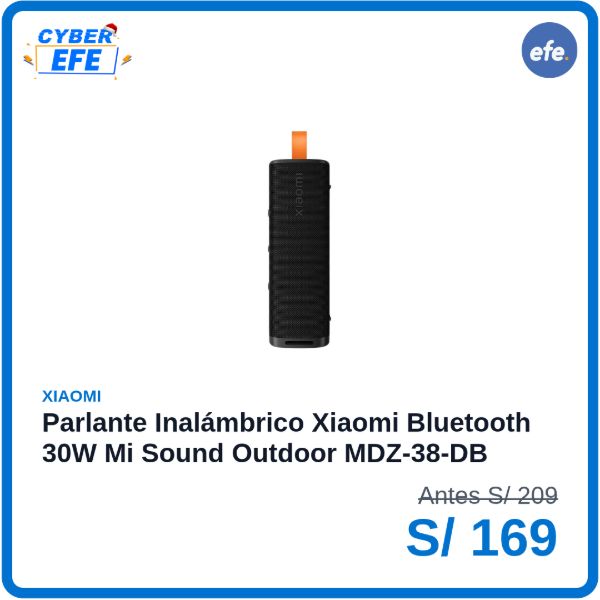 CYBER
EFE
efe.
xiaomi
XIAOMI
Parlante Inalámbrico Xiaomi Bluetooth
30W Mi Sound Outdoor MDZ-38-DB
Antes S/ 209
S/ 169